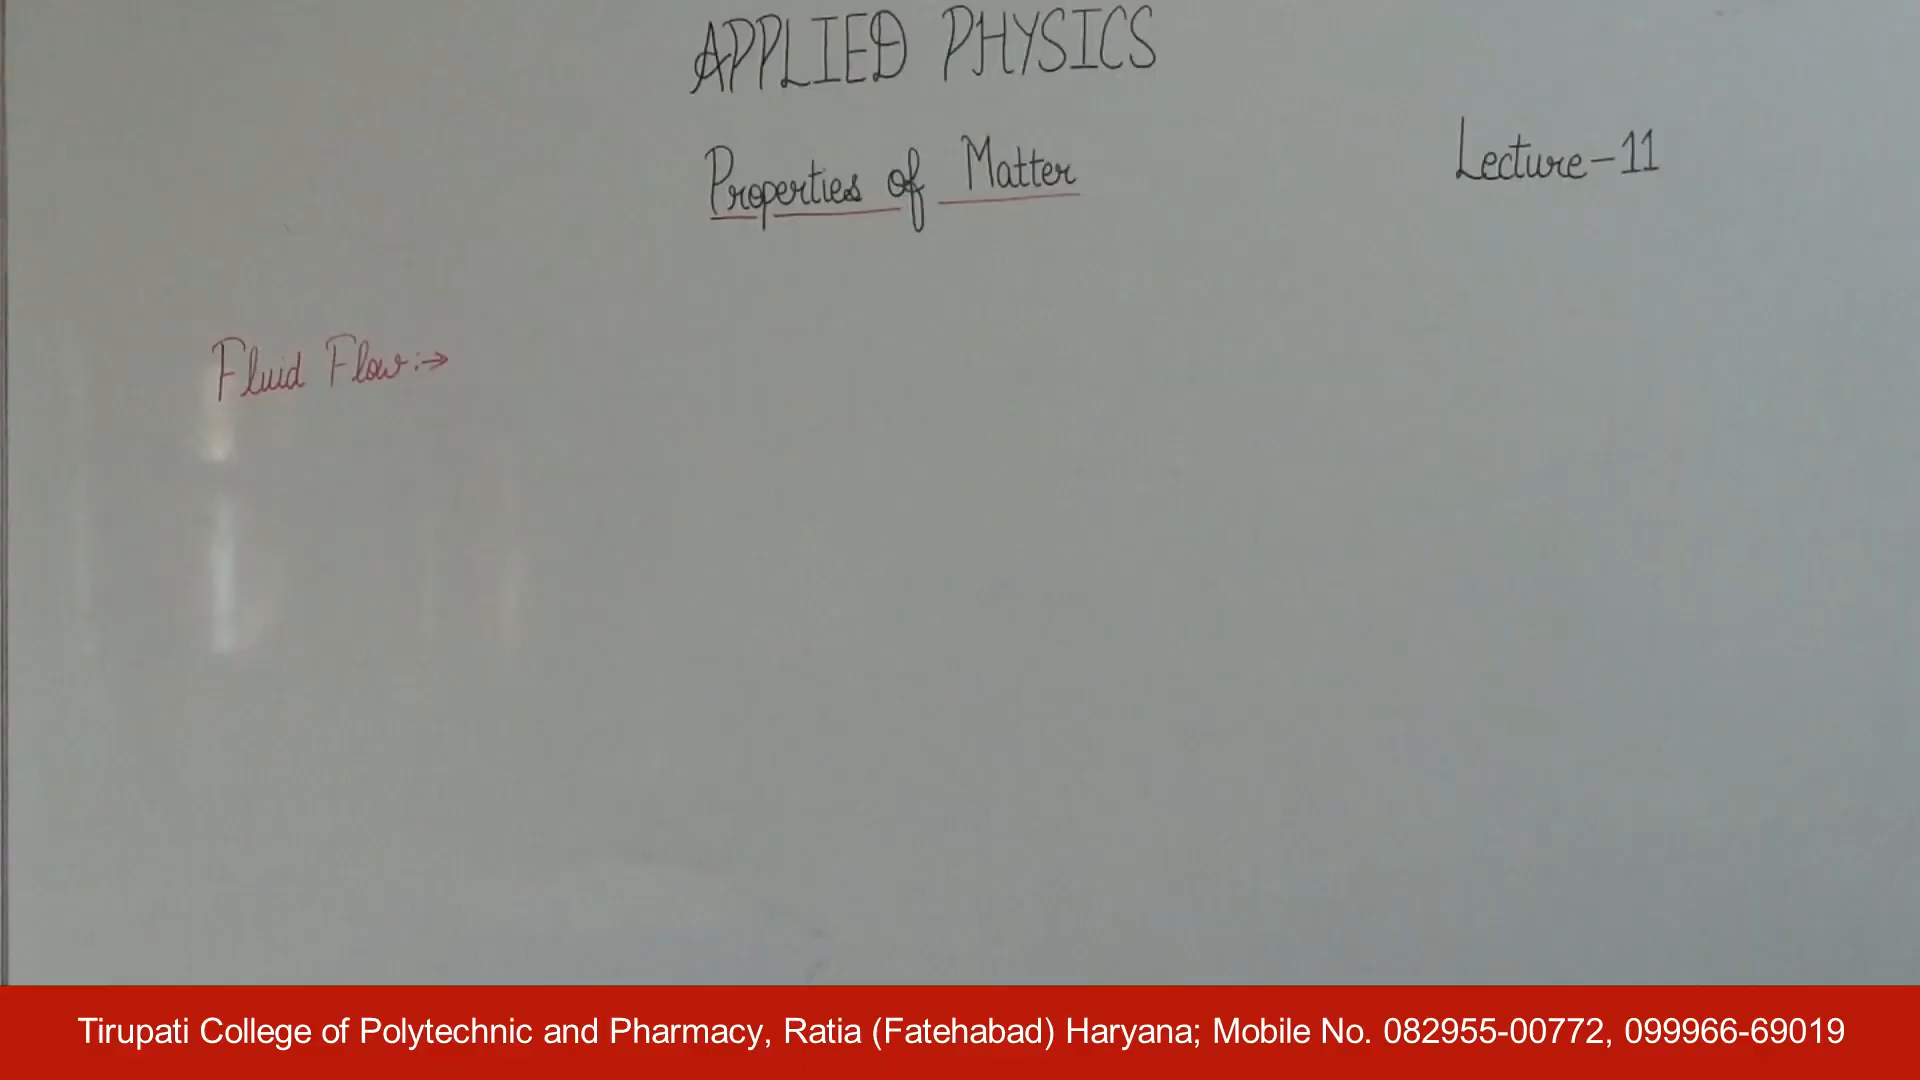 APPLIED PHYSICS
Properties of Matter
Lecture-11
Fluid Flow:→
Tirupati College of Polytechnic and Pharmacy, Ratia (Fatehabad) Haryana; Mobile No. 082955-00772, 099966-69019